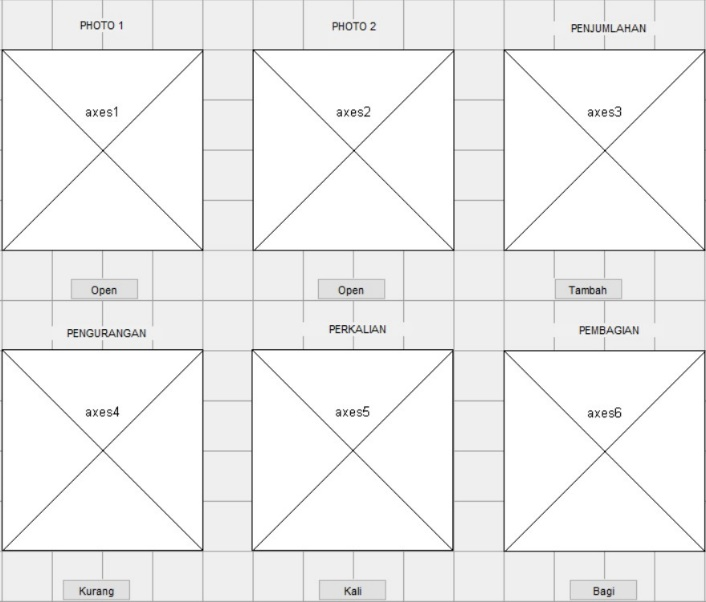 PHOTO 1
PHOTO 2
PENJUMLAHAN
axes1
axes2
axes3
Open
Open
Tambah
PENGURANGAN
PERKALIAN
PEMBAGIAN
axes4
axes5
axes6
Kurang
Kali
Bagi